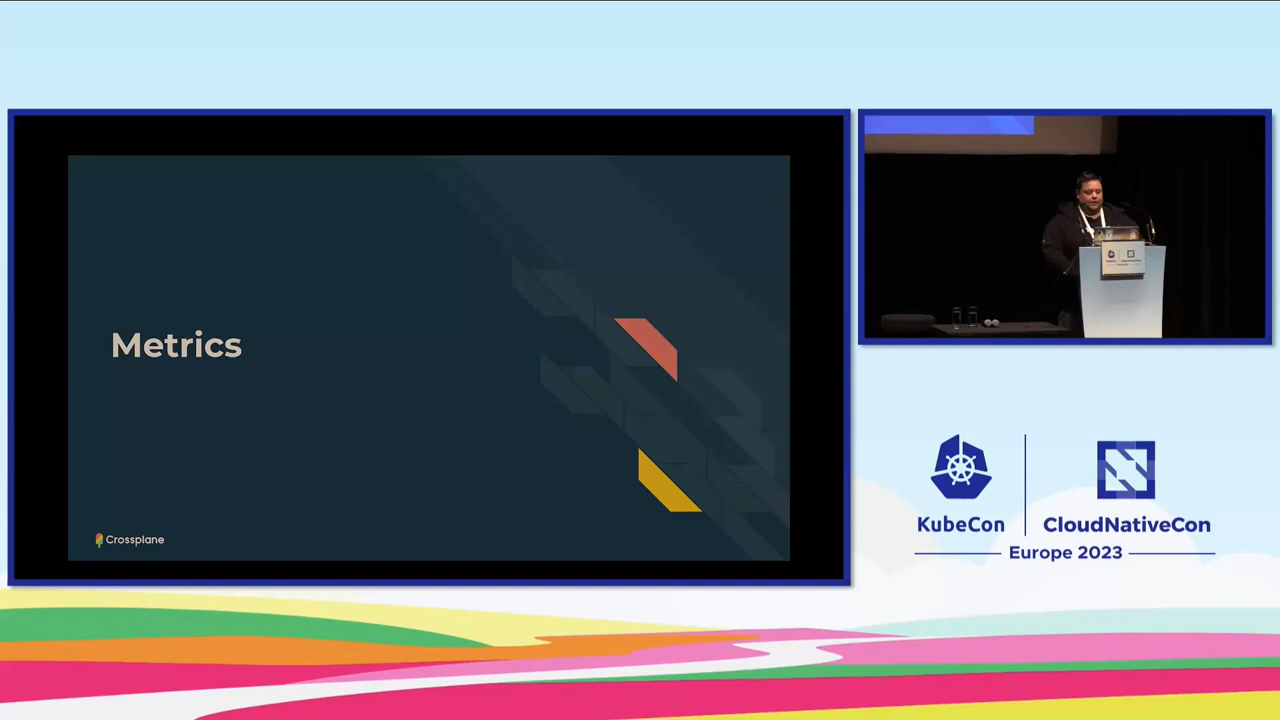 Metrics
Crossplane
KubeCon
CloudNativeCon
Europe 2023